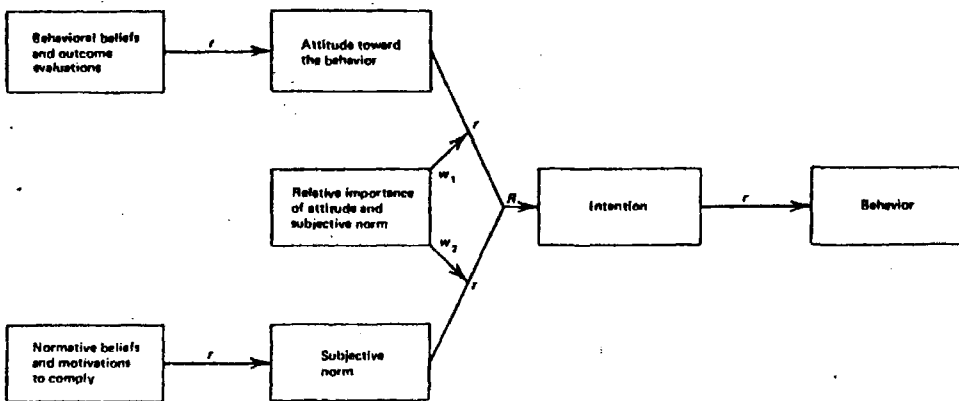 Behavioral beliefs
and outcome
evaluations
r
Attitude toward
the behavior
r
w₁
Relative importance
of attitude and
subjective norm
w₂
r
R
Intention
r
Behavior
Normative beliefs
and motivations
to comply
r
Subjective
norm